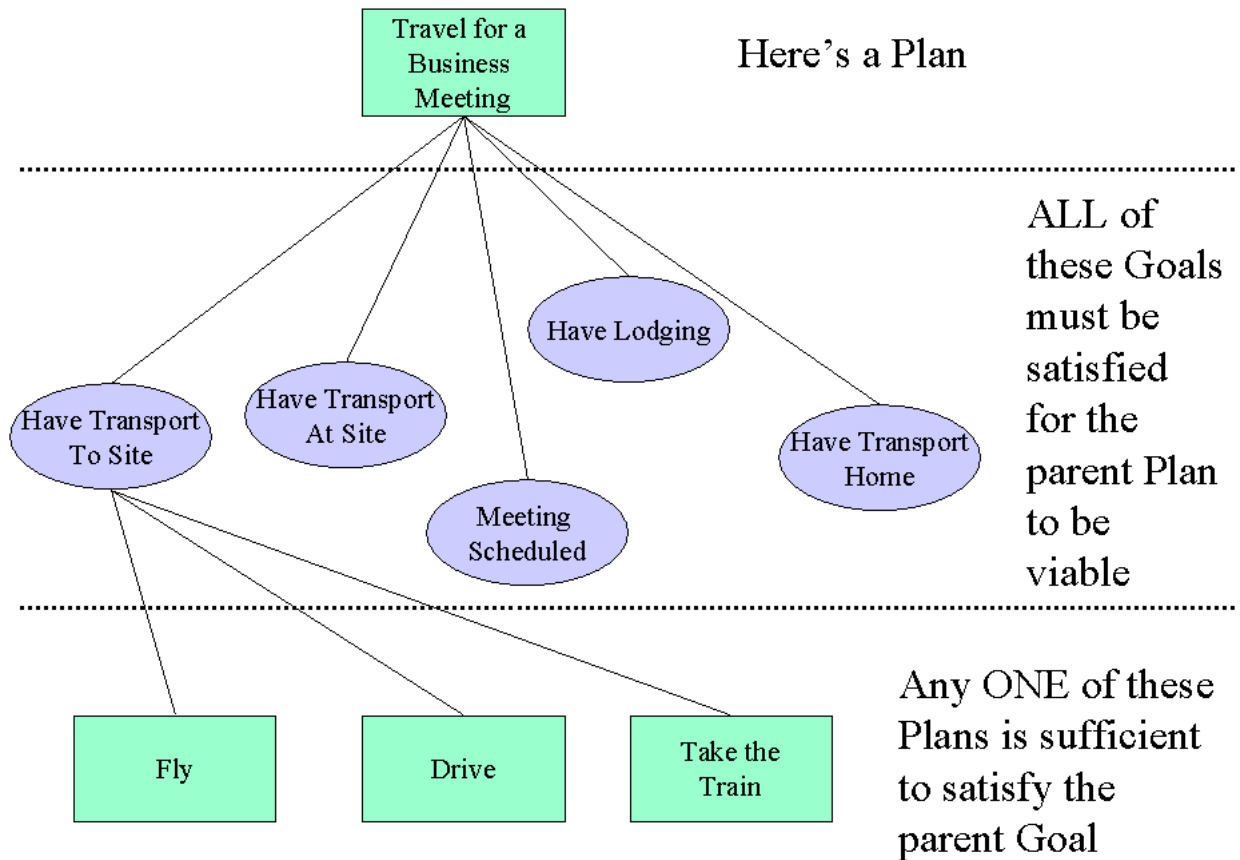 Travel for a
Business
Meeting
Here's a Plan
ALL of
these Goals
must be
satisfied
for the
parent Plan
to be
viable
Have Lodging
Have Transport
At Site
Have Transport
To Site
Have Transport
Home
Meeting
Scheduled
Any ONE of these
Plans is sufficient
to satisfy the
parent Goal
Fly
Drive
Take the
Train